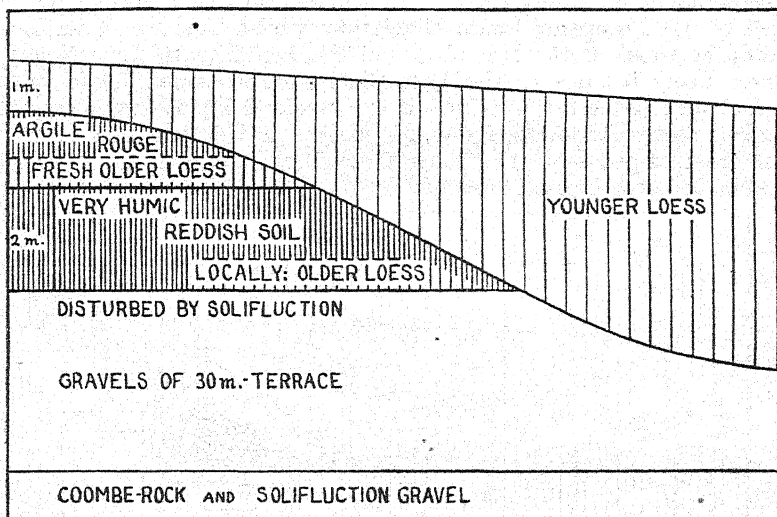 1m.
ARGILE
ROUGE
FRESH OLDER LOESS
VERY HUMIC
YOUNGER LOESS
REDDISH SOIL
2m.
LOCALLY: OLDER LOESS
DISTURBED BY SOLIFLUCTION
GRAVELS OF 30m.-TERRACE
COOMBE-ROCK AND SOLIFLUCTION GRAVEL